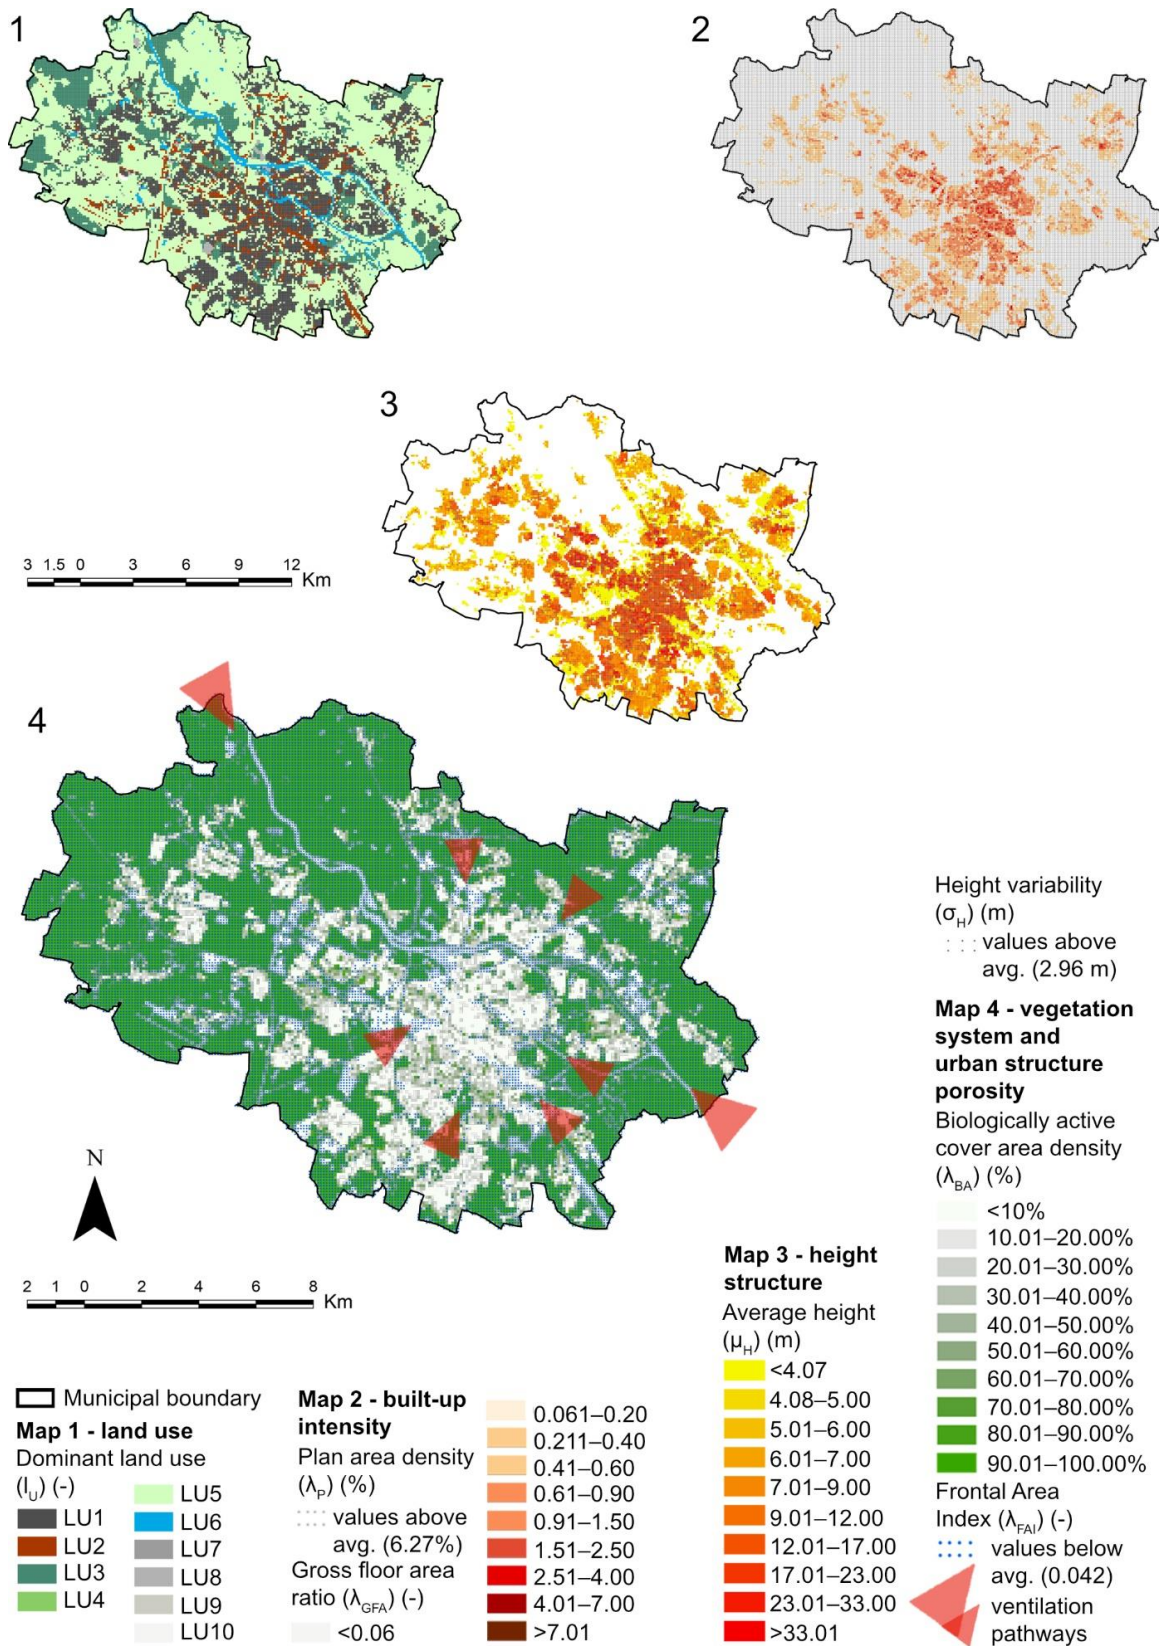 1
2
3
3 1.5 0 3 6 9 12
Km
4
N
2 1 0 2 4 6 8
Km
Municipal boundary
Map 1 - land use
Dominant land use
(l_U) (-)
LU1
LU2
LU3
LU4
LU5
LU6
LU7
LU8
LU9
LU10
Map 2 - built-up
intensity
Plan area density
(λ_P) (%)
values above
avg. (6.27%)
Gross floor area
ratio (λ_GFA) (-)
<0.06
0.061–0.20
0.211–0.40
0.41–0.60
0.61–0.90
0.91–1.50
1.51–2.50
2.51–4.00
4.01–7.00
>7.01
Map 3 - height
structure
Average height
(μ_H) (m)
<4.07
4.08–5.00
5.01–6.00
6.01–7.00
7.01–9.00
9.01–12.00
12.01–17.00
17.01–23.00
23.01–33.00
>33.01
Height variability
(σ_H) (m)
values above
avg. (2.96 m)
Map 4 - vegetation
system and
urban structure
porosity
Biologically active
cover area density
(λ_BA) (%)
<10%
10.01–20.00%
20.01–30.00%
30.01–40.00%
40.01–50.00%
50.01–60.00%
60.01–70.00%
70.01–80.00%
80.01–90.00%
90.01–100.00%
Frontal Area
Index (λ_FAI) (-)
values below
avg. (0.042)
ventilation
pathways